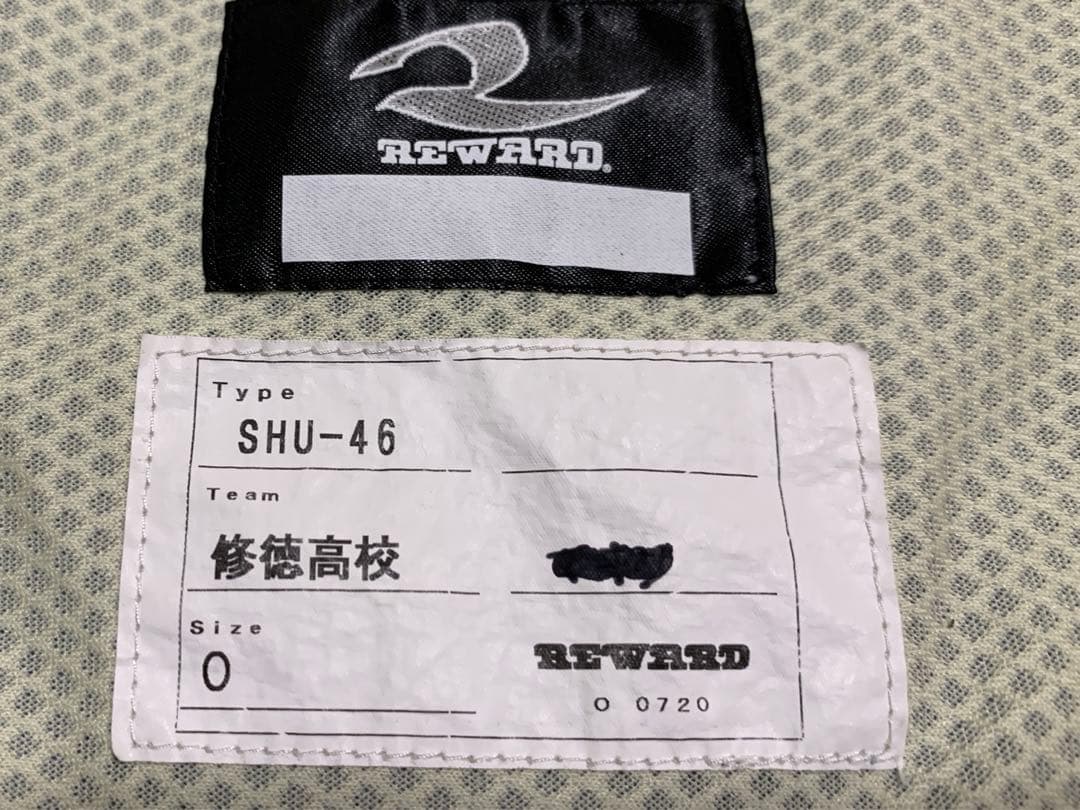 REWARD.
Type
SHU-46
Team
修徳高校
Size
O
REWARD
O 0720